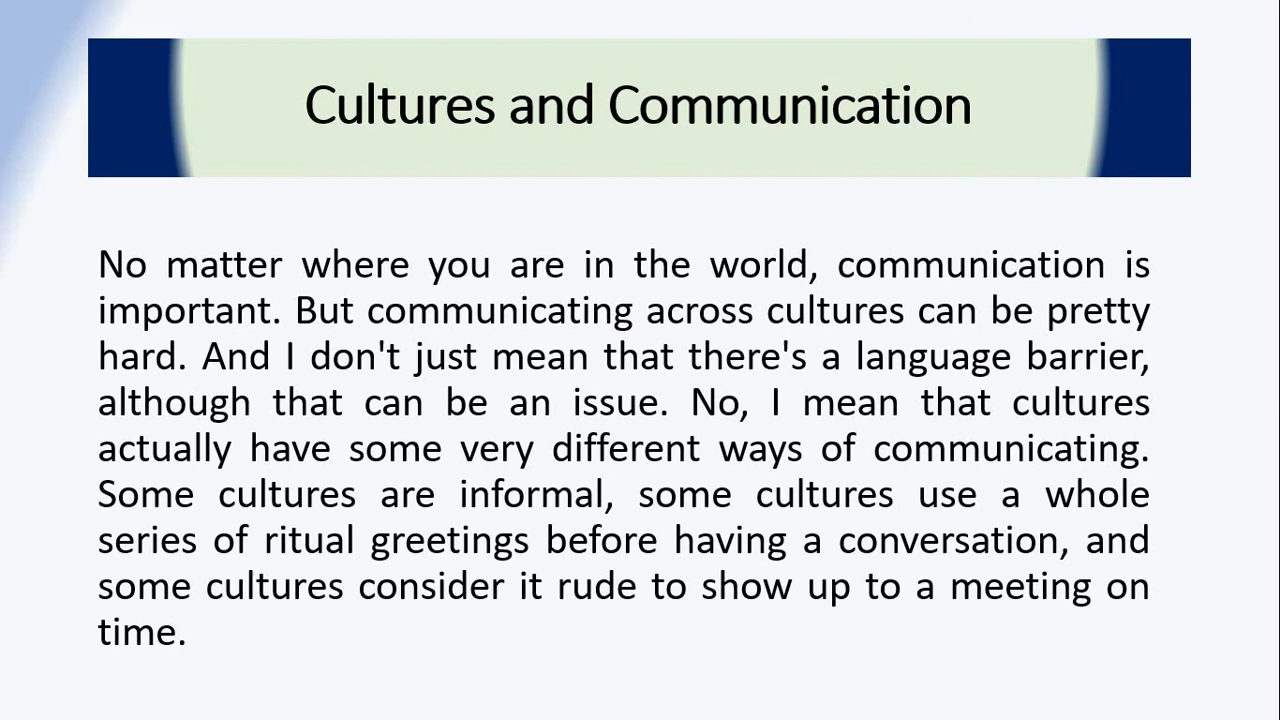 Cultures and Communication
No matter where you are in the world, communication is
important. But communicating across cultures can be pretty
hard. And I don't just mean that there's a language barrier,
although that can be an issue. No, I mean that cultures
actually have some very different ways of communicating.
Some cultures are informal, some cultures use a whole
series of ritual greetings before having a conversation, and
some cultures consider it rude to show up to a meeting on
time.